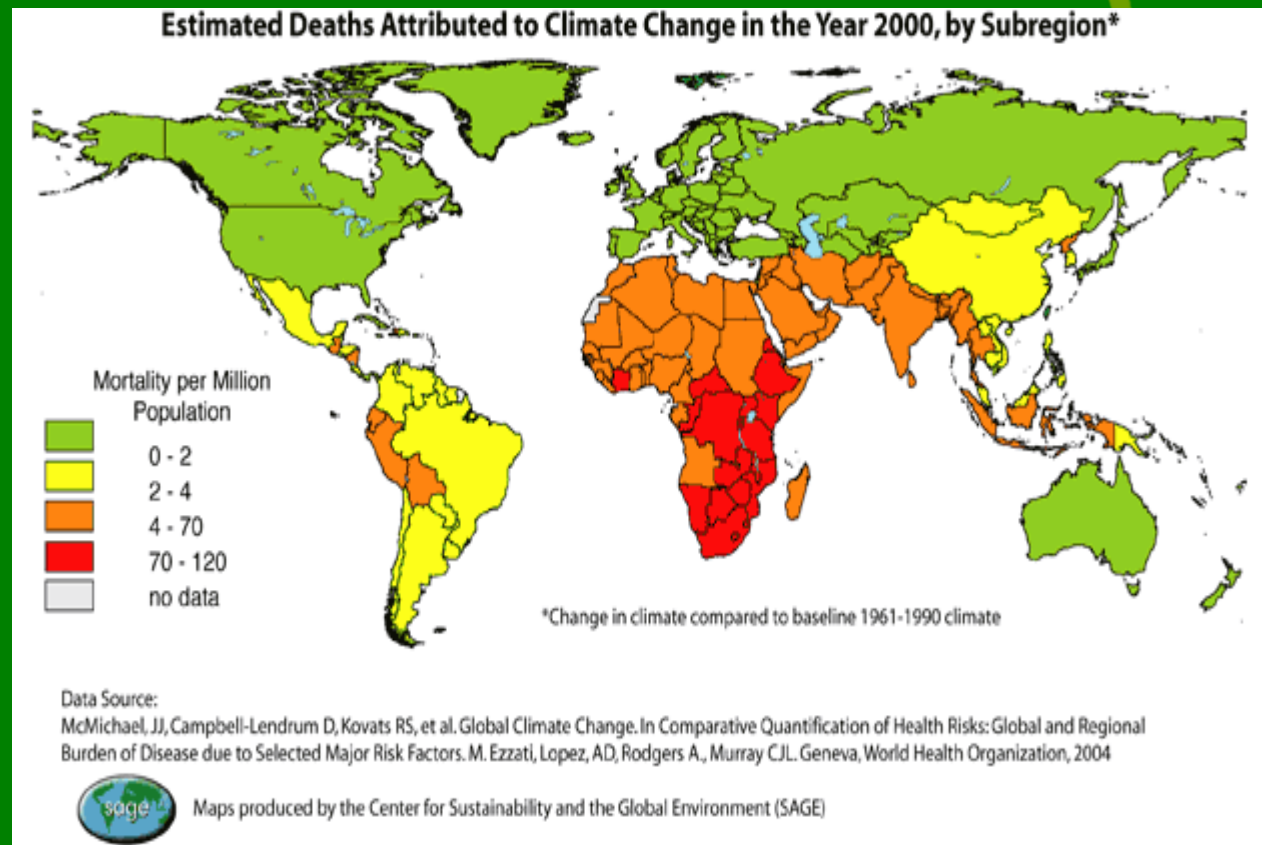 Estimated Deaths Attributed to Climate Change in the Year 2000, by Subregion*
Mortality per Million
Population
0 - 2
2 - 4
4 - 70
70 - 120
no data
*Change in climate compared to baseline 1961-1990 climate
Data Source:
McMichael, JJ, Campbell-Lendrum D, Kovats RS, et al. Global Climate Change. In Comparative Quantification of Health Risks: Global and Regional
Burden of Disease due to Selected Major Risk Factors. M. Ezzati, Lopez, AD, Rodgers A., Murray CJL. Geneva, World Health Organization, 2004
sage
Maps produced by the Center for Sustainability and the Global Environment (SAGE)